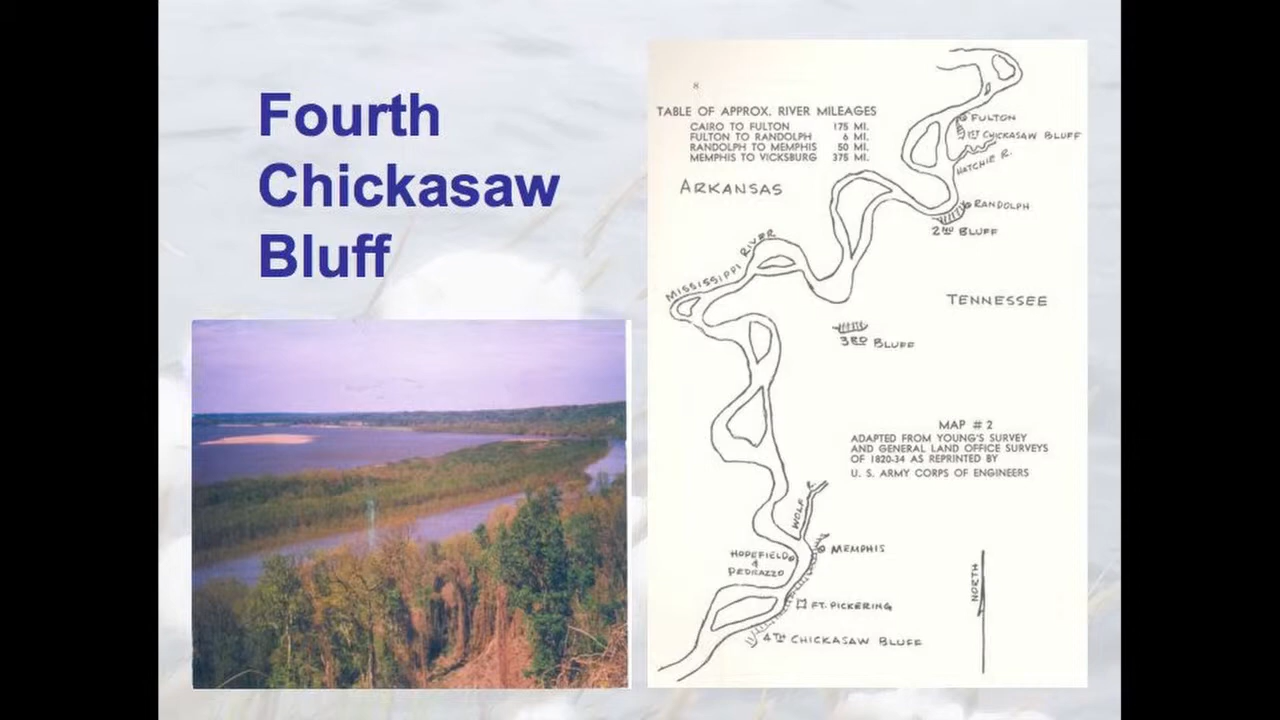 Fourth
Chickasaw
Bluff
8
TABLE OF APPROX. RIVER MILEAGES
CAIRO TO FULTON 175 MI.
FULTON TO RANDOLPH 6 MI.
RANDOLPH TO MEMPHIS 50 MI.
MEMPHIS TO VICKSBURG 375 MI.
FULTON
1ST CHICKASAW BLUFF
HATCHIE R.
ARKANSAS
RANDOLPH
2ND BLUFF
MISSISSIPPI RIVER
TENNESSEE
3RD BLUFF
MAP # 2
ADAPTED FROM YOUNG'S SURVEY
AND GENERAL LAND OFFICE SURVEYS
OF 1820-34 AS REPRINTED BY
U. S. ARMY CORPS OF ENGINEERS
WOLF R.
HOPEFIELD
&
PEDRAZZO
MEMPHIS
NORTH
FT. PICKERING
4TH CHICKASAW BLUFF